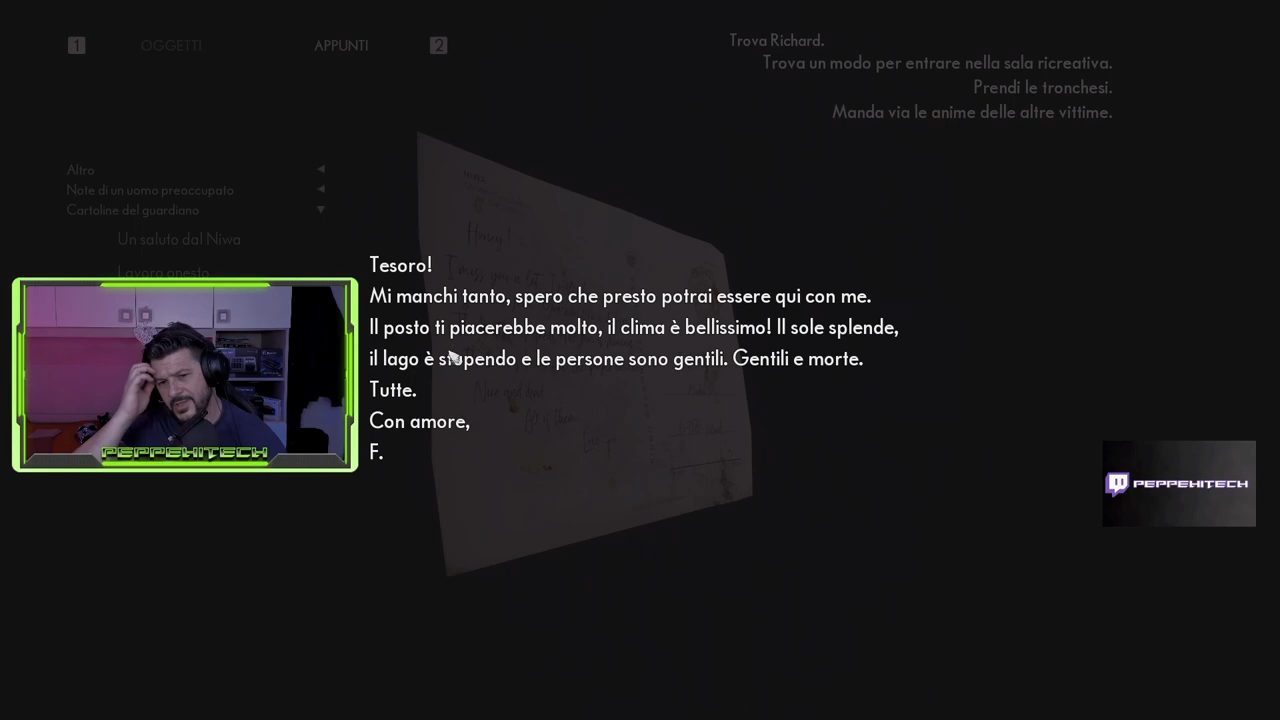 1
OGGETTI
APPUNTI
2
Trova Richard.
Trova un modo per entrare nella sala ricreativa.
Prendi le tronchesi.
Manda via le anime delle altre vittime.
Altro
Note di un uomo preoccupato
Cartoline del guardiano
Un saluto dal Niwa
Lavoro onesto
Tesoro!
Mi manchi tanto, spero che presto potrai essere qui con me.
Il posto ti piacerebbe molto, il clima è bellissimo! Il sole splende,
il lago è stupendo e le persone sono gentili. Gentili e morte.
Tutte.
Con amore,
F.
Honey!
PEPPEHITECH
PEPPEHITECH